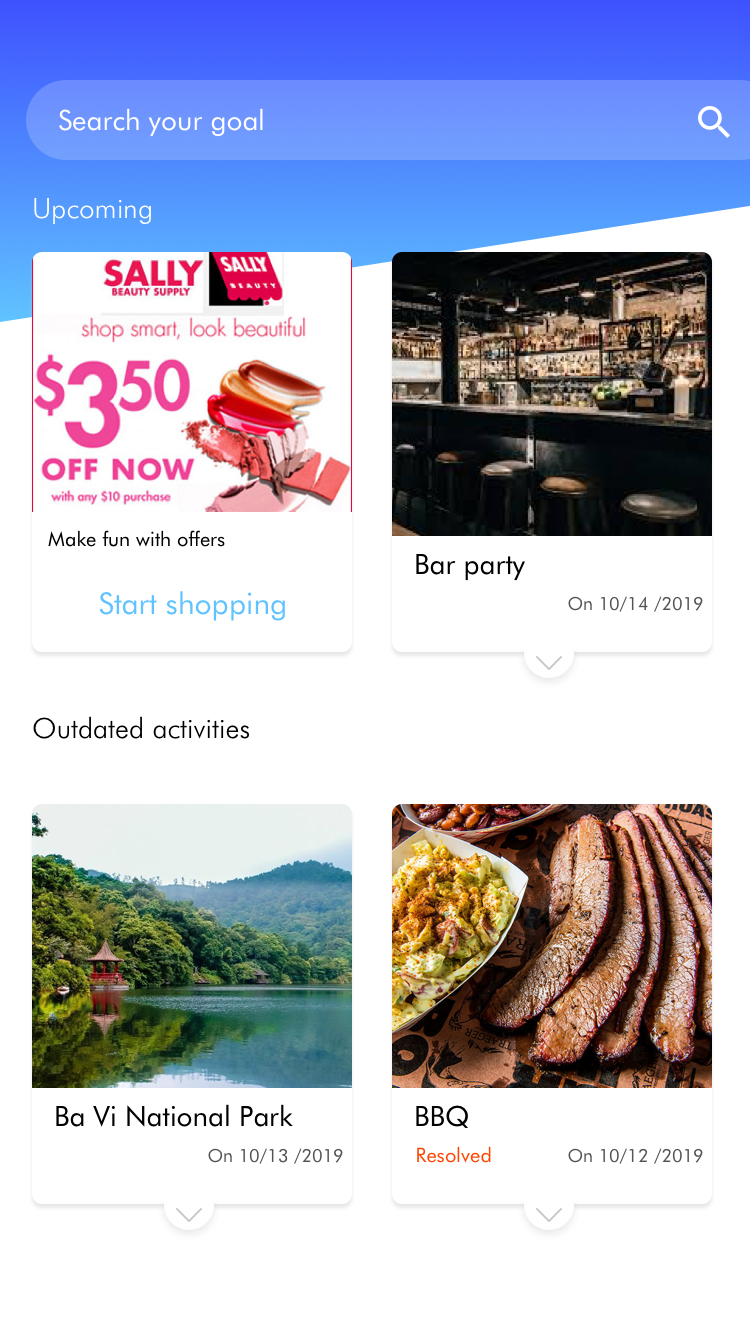 Search your goal
Upcoming
SALLY
BEAUTY SUPPLY
SALLY
BEAUTY
shop smart, look beautiful
$3.50
OFF NOW
with any $10 purchase
Make fun with offers
Start shopping
Bar party
On 10/14 /2019
Outdated activities
Ba Vi National Park
On 10/13 /2019
TRAEGER
BBQ
Resolved
On 10/12 /2019